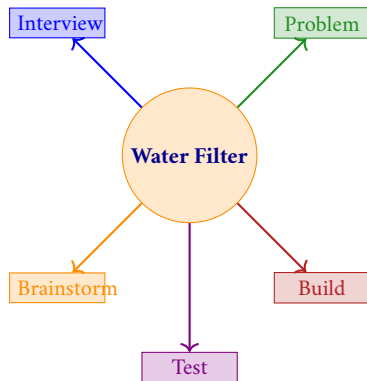 Interview
Problem
Water Filter
Brainstorm
Build
Test